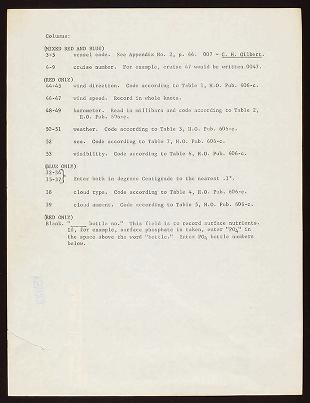 Columns:
(MIXED RED AND BLUE)
3-5 vessel code. See Appendix No. 2, p. 66. 007 = C. H. Gilbert.
6-9 cruise number. For example, cruise 47 would be written 0047.
(RED ONLY)
44-45 wind direction. Code according to Table 1, H.O. Pub. 606-c.
46-47 wind speed. Record in whole knots.
48-49 barometer. Read in millibars and code according to Table 2,
H.O. Pub. 606-c.
50-51 weather. Code according to Table 3, H.O. Pub. 606-c.
52 sea. Code according to Table 7, H.O. Pub. 606-c.
53 visibility. Code according to Table 6, H.O. Pub. 606-c.
(BLUE ONLY)
32-34
35-37 Enter both in degrees Centigrade to the nearest .1°.
38 cloud type. Code according to Table 4, H.O. Pub. 606-c.
39 cloud amount. Code according to Table 5, H.O. Pub. 606-c.
(RED ONLY)
Blank. "_____ bottle no." This field is to record surface nutrients.
If, for example, surface phosphate is taken, enter "PO4" in
the space above the word "bottle." Enter PO4 bottle numbers
below.